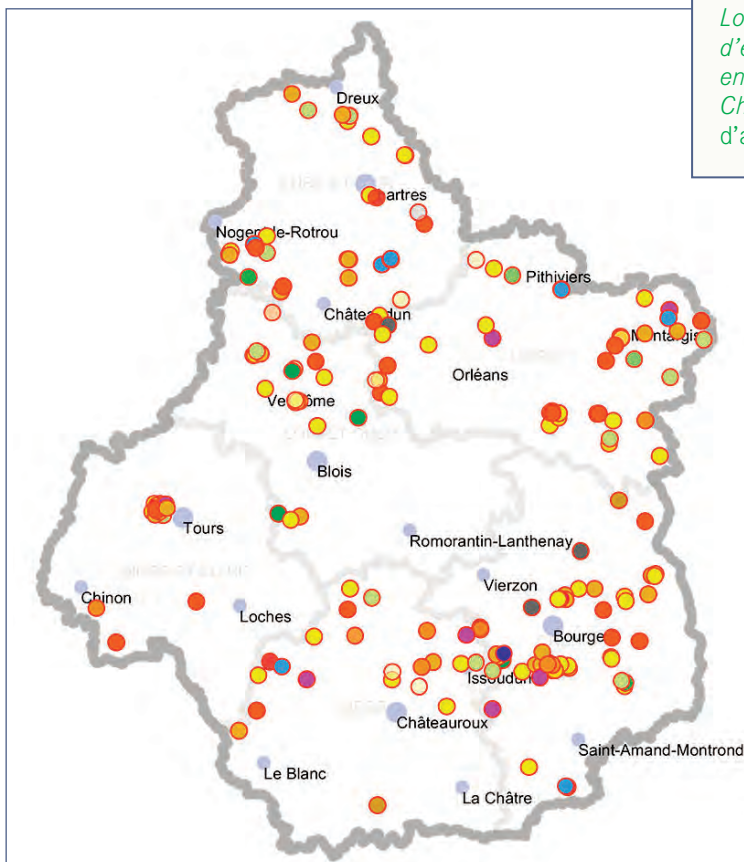 Lo
en
Ch
d'a
Dreux
artres
Nogent-le-Rotrou
Pithiviers
Châteaudun
Montargis
Orléans
Vendôme
Blois
Tours
Romorantin-Lanthenay
Chinon
Loches
Vierzon
Bourges
Issoudun
Châteauroux
Saint-Amand-Montrond
Le Blanc
La Châtre